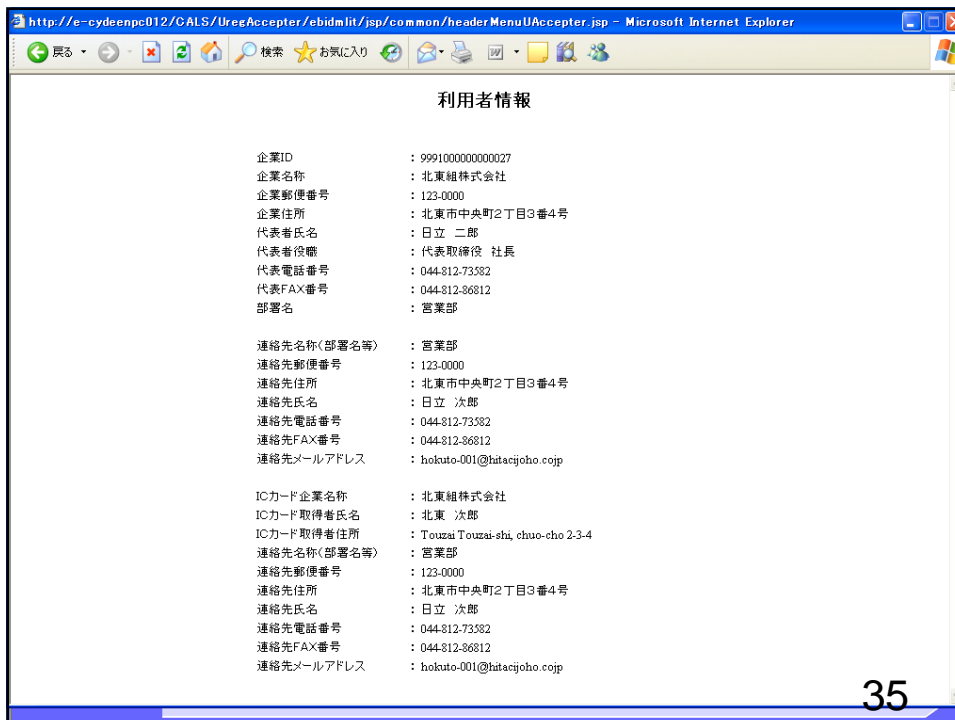 http://e-cydeenpc012/CALS/UregAccepter/ebidmlit/jsp/common/headerMenuUAccepter.jsp - Microsoft Internet Explorer
戻る 検索 お気に入り
利用者情報
企業ID : 9991000000000027
企業名称 : 北東組株式会社
企業郵便番号 : 123-0000
企業住所 : 北東市中央町2丁目3番4号
代表者氏名 : 日立 二郎
代表者役職 : 代表取締役 社長
代表電話番号 : 044-812-73582
代表FAX番号 : 044-812-86812
部署名 : 営業部
連絡先名称(部署名等) : 営業部
連絡先郵便番号 : 123-0000
連絡先住所 : 北東市中央町2丁目3番4号
連絡先氏名 : 日立 次郎
連絡先電話番号 : 044-812-73582
連絡先FAX番号 : 044-812-86812
連絡先メールアドレス : hokuto-001@hitacijoho.cojp
ICカード企業名称 : 北東組株式会社
ICカード取得者氏名 : 北東 次郎
ICカード取得者住所 : Touzai Touzai-shi, chuo-cho 2-3-4
連絡先名称(部署名等) : 営業部
連絡先郵便番号 : 123-0000
連絡先住所 : 北東市中央町2丁目3番4号
連絡先氏名 : 日立 次郎
連絡先電話番号 : 044-812-73582
連絡先FAX番号 : 044-812-86812
連絡先メールアドレス : hokuto-001@hitacijoho.cojp
35